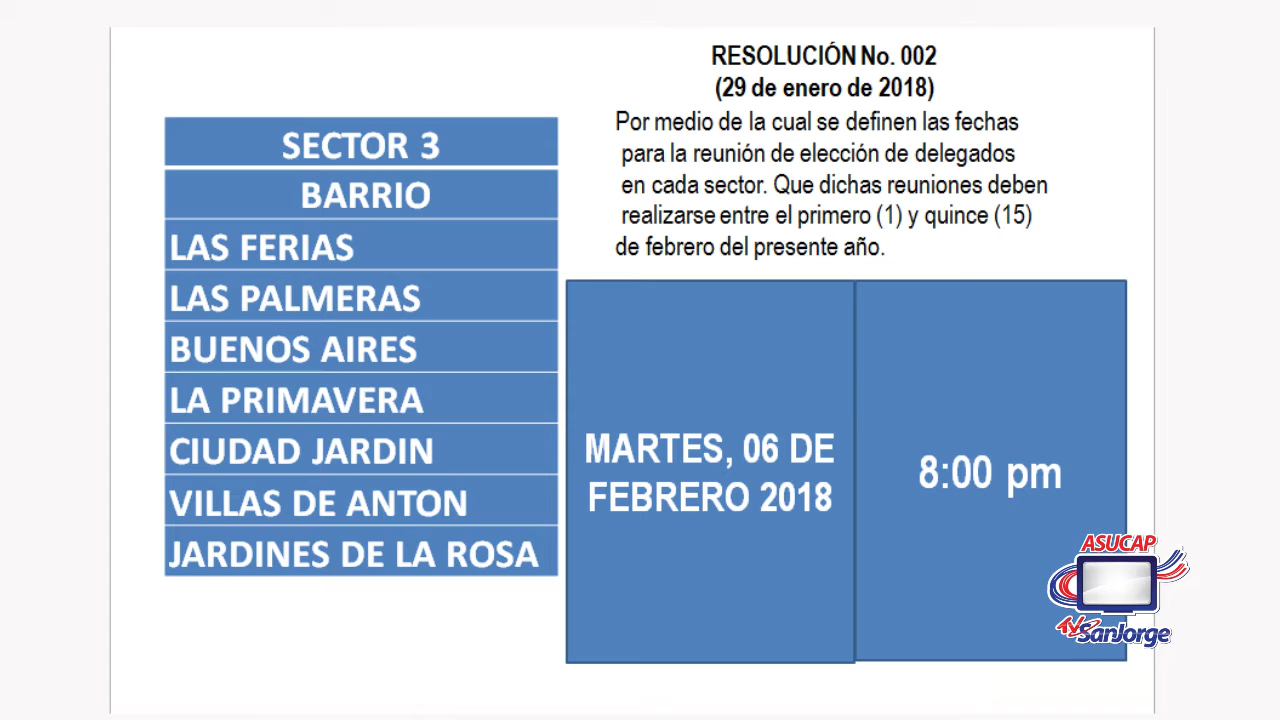 RESOLUCIÓN No. 002
(29 de enero de 2018)
Por medio de la cual se definen las fechas
para la reunión de elección de delegados
en cada sector. Que dichas reuniones deben
realizarse entre el primero (1) y quince (15)
de febrero del presente año.
SECTOR 3
BARRIO
LAS FERIAS
LAS PALMERAS
BUENOS AIRES
LA PRIMAVERA
CIUDAD JARDIN
VILLAS DE ANTON
JARDINES DE LA ROSA
MARTES, 06 DE
FEBRERO 2018
8:00 pm
ASUCAP
TV SanJorge